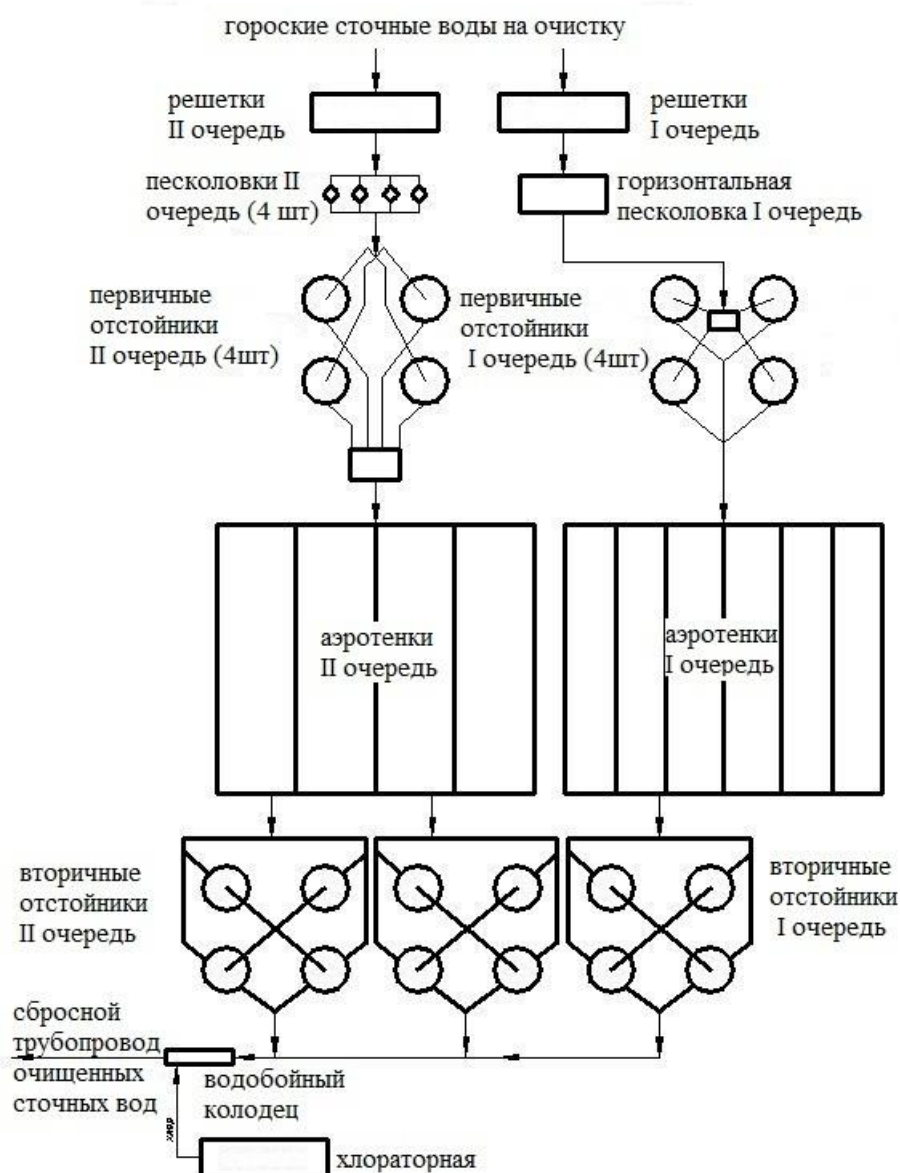 гороские сточные воды на очистку
решетки
II очередь
решетки
I очередь
песколовки II
очередь (4 шт)
горизонтальная
песколовка I очередь
первичные
отстойники
II очередь (4шт)
первичные
отстойники
I очередь (4шт)
аэротенки
II очередь
аэротенки
I очередь
вторичные
отстойники
II очередь
вторичные
отстойники
I очередь
сбросной
трубопровод
очищенных
сточных вод
водобойный
колодец
хлор
хлораторная